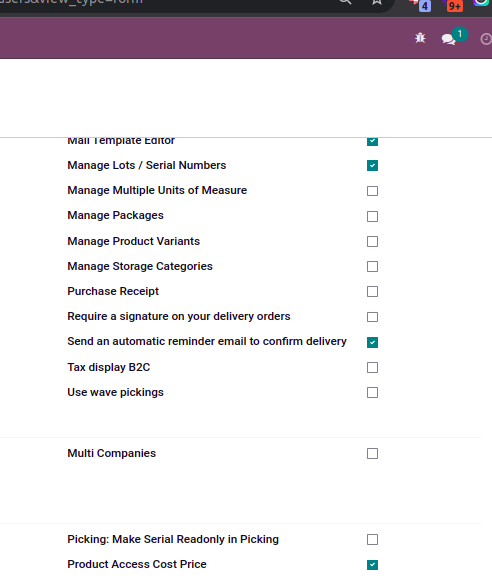 users&view_type=form
4
9+
1
Mail Template Editor
Manage Lots / Serial Numbers
Manage Multiple Units of Measure
Manage Packages
Manage Product Variants
Manage Storage Categories
Purchase Receipt
Require a signature on your delivery orders
Send an automatic reminder email to confirm delivery
Tax display B2C
Use wave pickings
Multi Companies
Picking: Make Serial Readonly in Picking
Product Access Cost Price